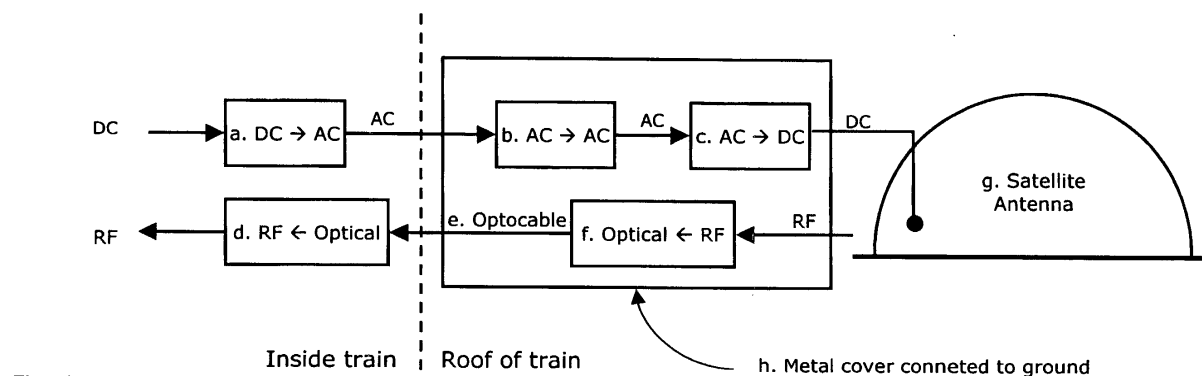 DC
a. DC → AC
AC
b. AC → AC
AC
c. AC → DC
DC
g. Satellite
Antenna
RF
d. RF ← Optical
e. Optocable
f. Optical ← RF
RF
Inside train
Roof of train
h. Metal cover conneted to ground